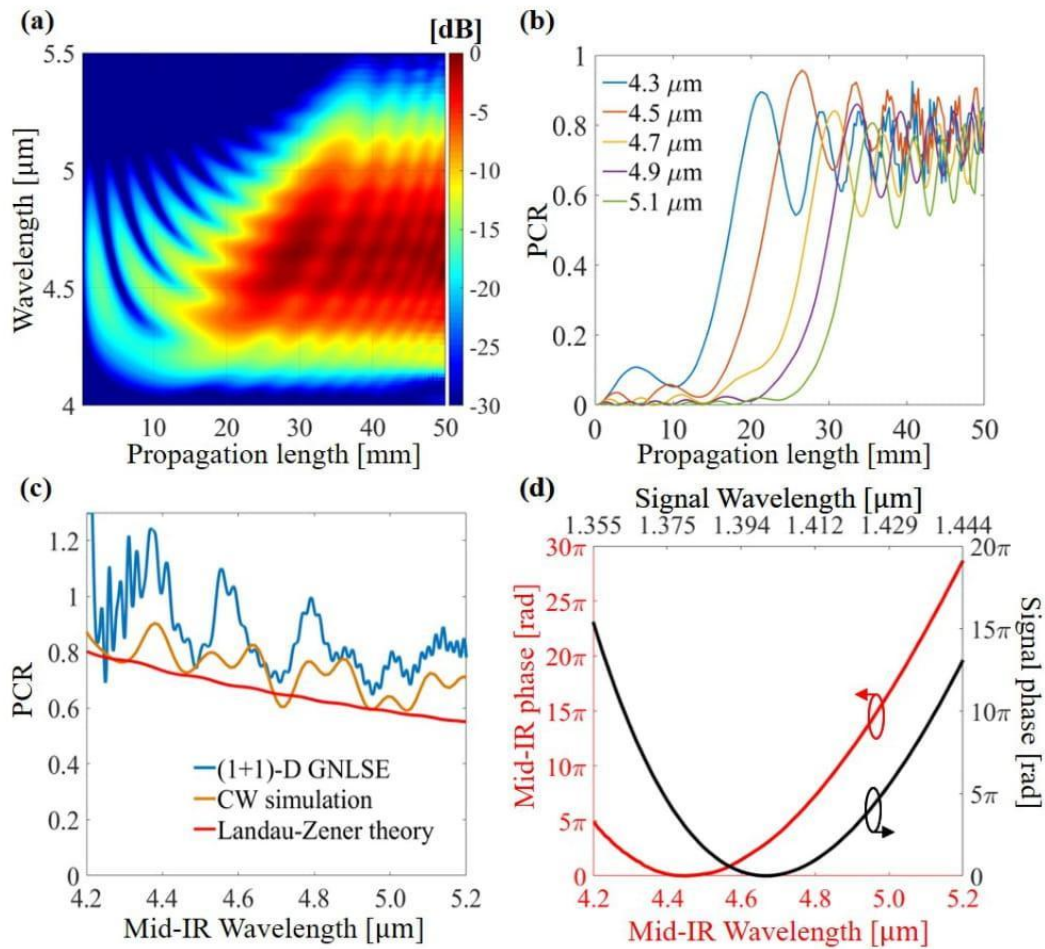 (a)
[dB]
5.5
5
4.5
4
Wavelength [μm]
10 20 30 40 50
Propagation length [mm]
0
-5
-10
-15
-20
-25
-30
(b)
1
0.8
0.6
0.4
0.2
0
PCR
4.3 μm
4.5 μm
4.7 μm
4.9 μm
5.1 μm
0 10 20 30 40 50
Propagation length [mm]
(c)
1.2
1
0.8
0.6
0.4
0.2
0
PCR
(1+1)-D GNLSE
CW simulation
Landau-Zener theory
4.2 4.4 4.6 4.8 5.0 5.2
Mid-IR Wavelength [μm]
(d)
Signal Wavelength [μm]
1.355 1.375 1.394 1.412 1.429 1.444
30π
25π
20π
15π
10π
5π
0
Mid-IR phase [rad]
20π
15π
10π
5π
0
Signal phase [rad]
4.2 4.4 4.6 4.8 5.0 5.2
Mid-IR Wavelength [μm]